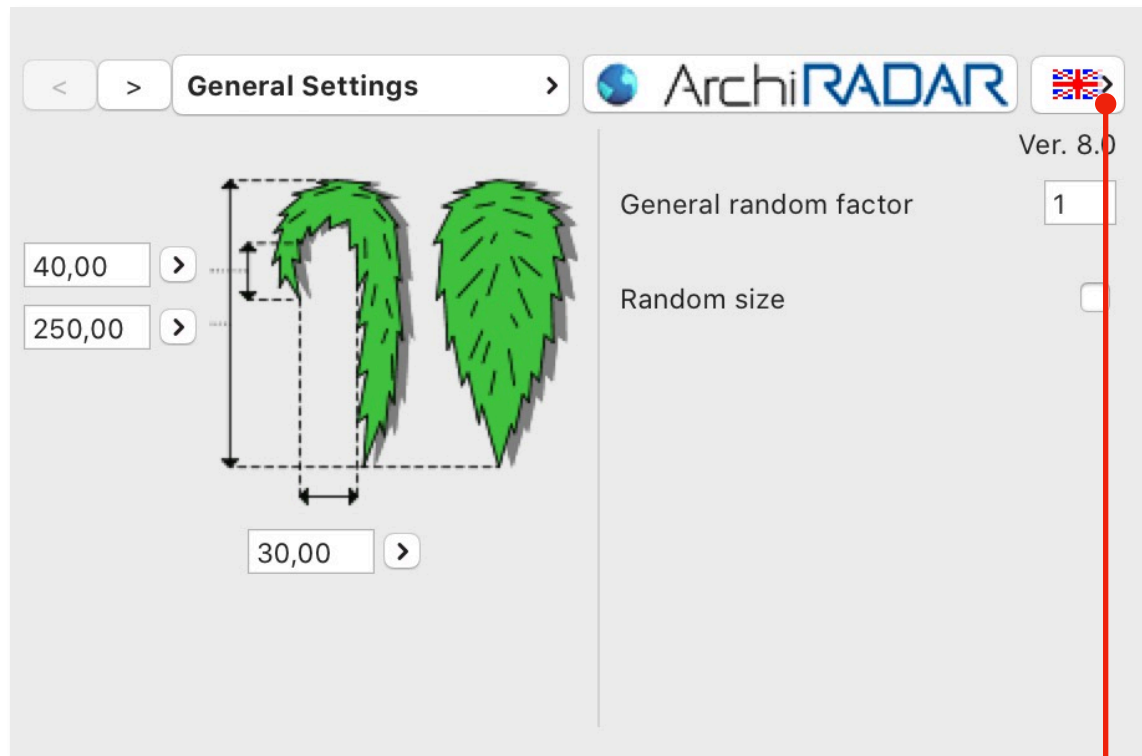 < > General Settings > ArchiRADAR >
Ver. 8.0
General random factor 1
40,00 >
Random size
250,00 >
30,00 >